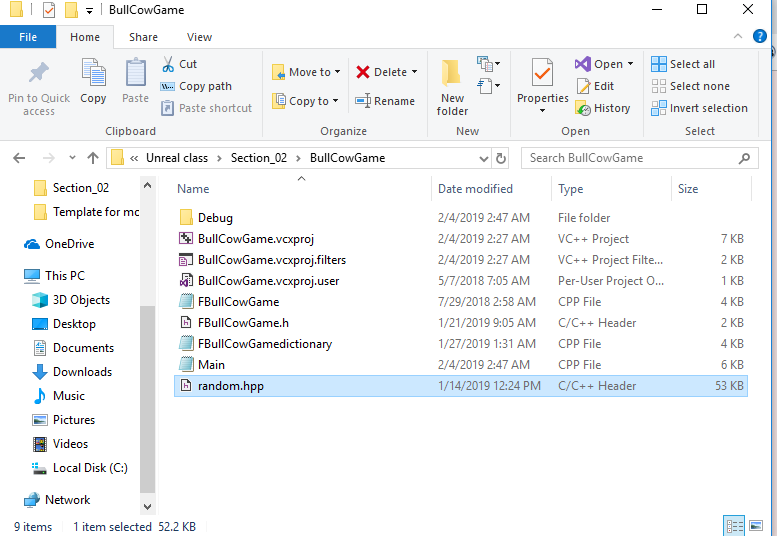 BullCowGame
File Home Share View
Pin to Quick access
Copy
Paste
Cut
Copy path
Paste shortcut
Clipboard
Move to
Copy to
Delete
Rename
Organize
New folder
New
Properties
Open
Edit
History
Open
Select all
Select none
Invert selection
Select
« Unreal class > Section_02 > BullCowGame
Search BullCowGame
Section_02
Template for mc
OneDrive
This PC
3D Objects
Desktop
Documents
Downloads
Music
Pictures
Videos
Local Disk (C:)
Network
Name Date modified Type Size
Debug 2/4/2019 2:47 AM File folder
BullCowGame.vcxproj 2/4/2019 2:27 AM VC++ Project 7 KB
BullCowGame.vcxproj.filters 2/4/2019 2:27 AM VC++ Project Filte... 2 KB
BullCowGame.vcxproj.user 5/7/2018 7:05 AM Per-User Project O... 1 KB
FBullCowGame 7/29/2018 2:58 AM CPP File 4 KB
FBullCowGame.h 1/21/2019 9:05 AM C/C++ Header 2 KB
FBullCowGamedictionary 1/27/2019 1:31 AM CPP File 4 KB
Main 2/4/2019 2:47 AM CPP File 6 KB
random.hpp 1/14/2019 12:24 PM C/C++ Header 53 KB
9 items 1 item selected 52.2 KB